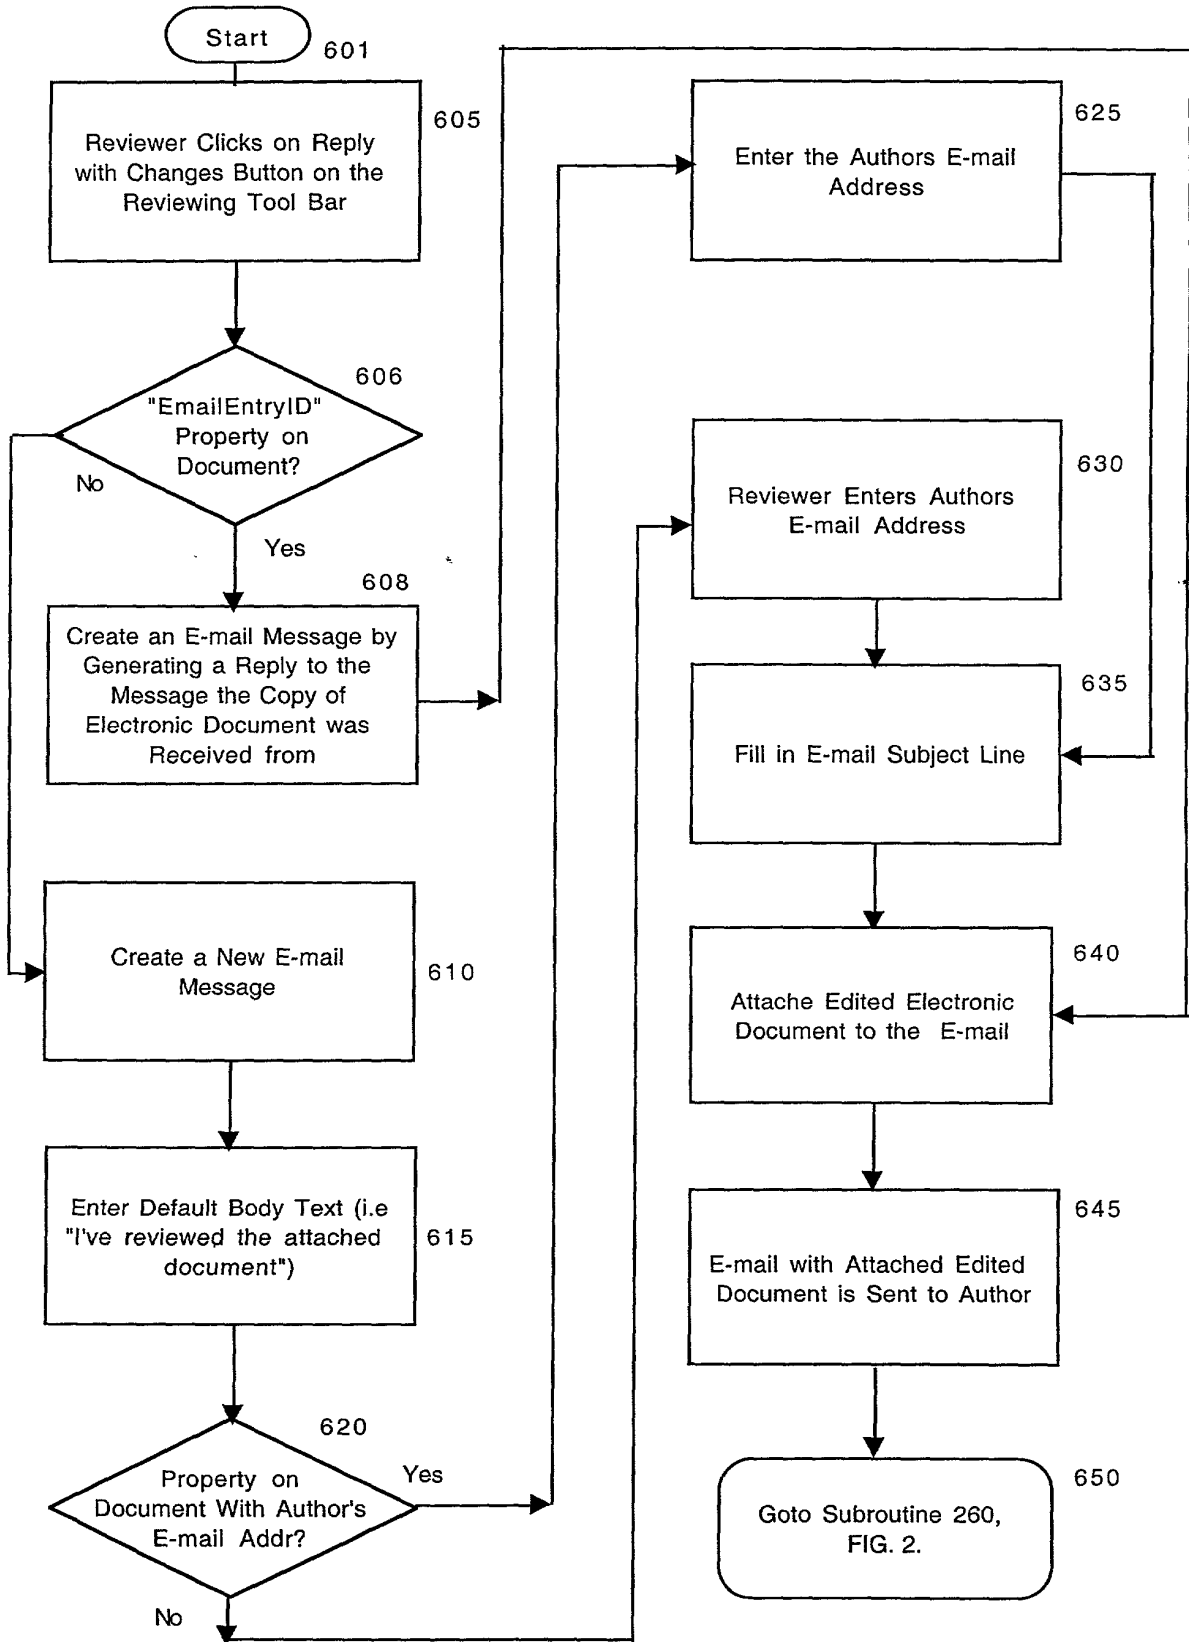 Start
601
Reviewer Clicks on Reply
with Changes Button on the
Reviewing Tool Bar
605
"EmailEntryID"
Property on
Document?
606
No
Yes
608
Create an E-mail Message by
Generating a Reply to the
Message the Copy of
Electronic Document was
Received from
Create a New E-mail
Message
610
Enter Default Body Text (i.e
"I've reviewed the attached
document")
615
620
Property on
Document With Author's
E-mail Addr?
Yes
No
625
Enter the Authors E-mail
Address
630
Reviewer Enters Authors
E-mail Address
635
Fill in E-mail Subject Line
640
Attache Edited Electronic
Document to the E-mail
645
E-mail with Attached Edited
Document is Sent to Author
650
Goto Subroutine 260,
FIG. 2.